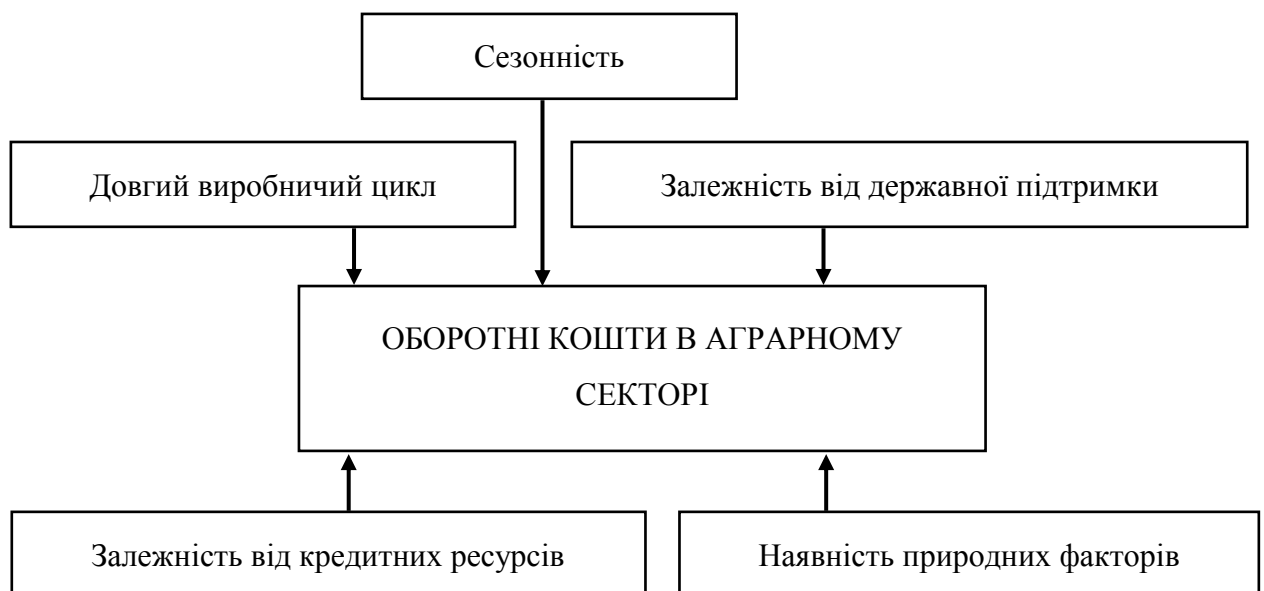 Сезонність
Довгий виробничий цикл
Залежність від державної підтримки
ОБОРОТНІ КОШТИ В АГРАРНОМУ
СЕКТОРІ
Залежність від кредитних ресурсів
Наявність природних факторів